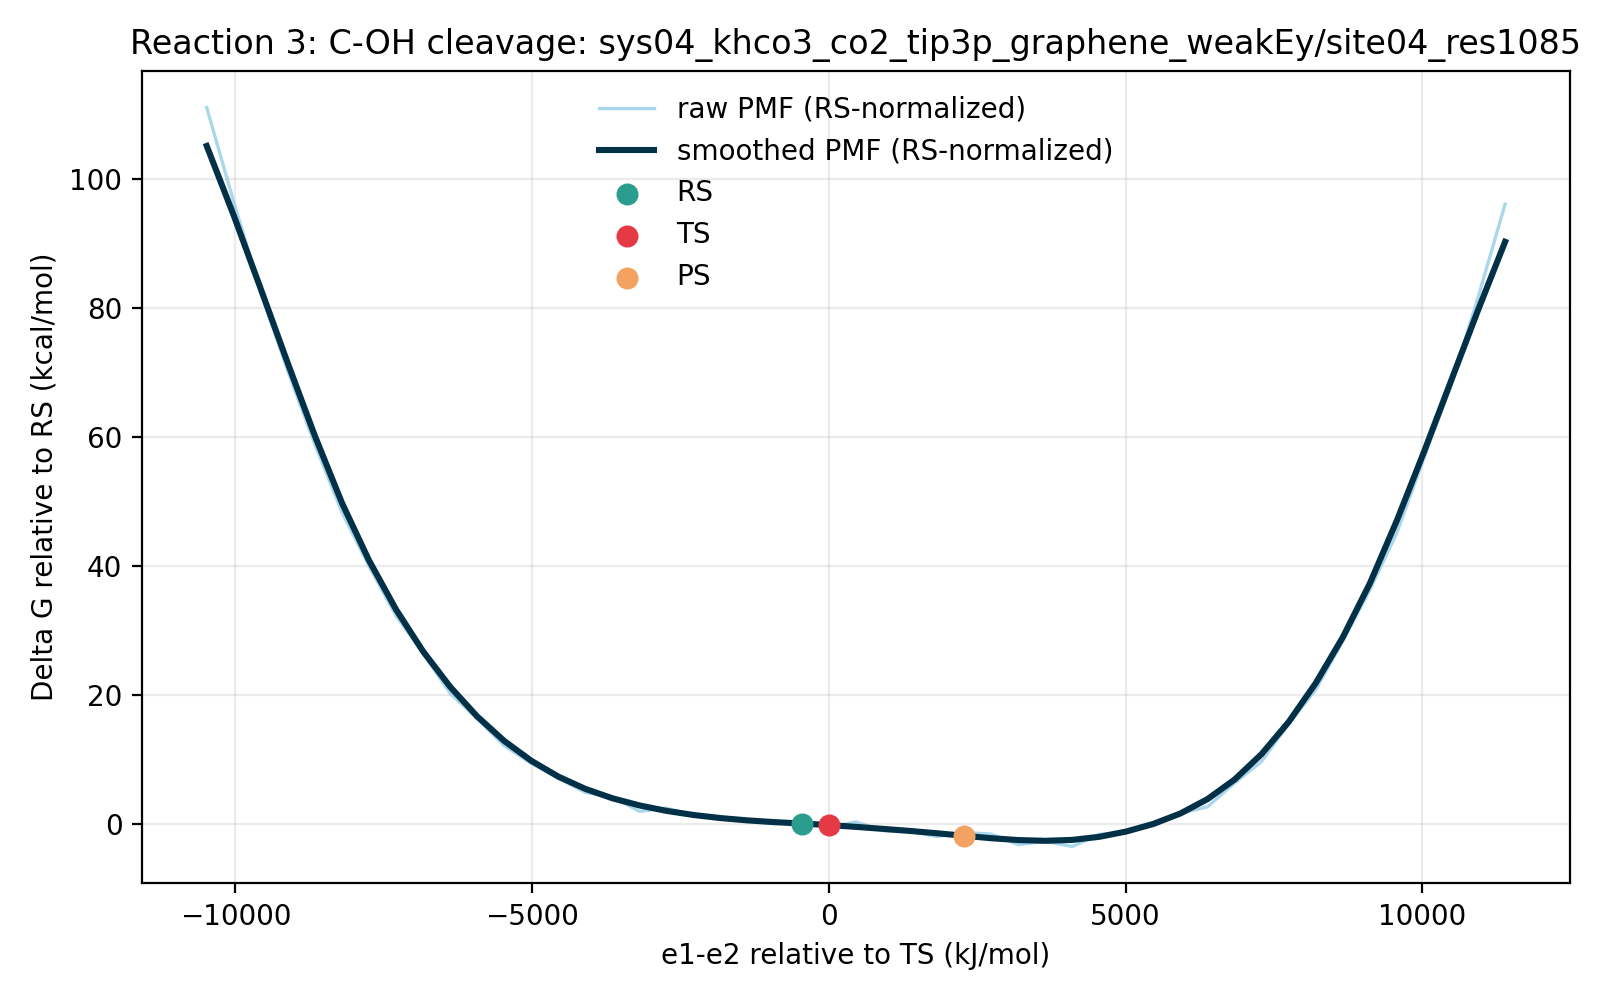 Reaction 3: C-OH cleavage: sys04_khco3_co2_tip3p_graphene_weakEy/site04_res1085
raw PMF (RS-normalized)
smoothed PMF (RS-normalized)
RS
TS
PS
100
80
60
40
20
0
Delta G relative to RS (kcal/mol)
−10000
−5000
0
5000
10000
e1-e2 relative to TS (kJ/mol)